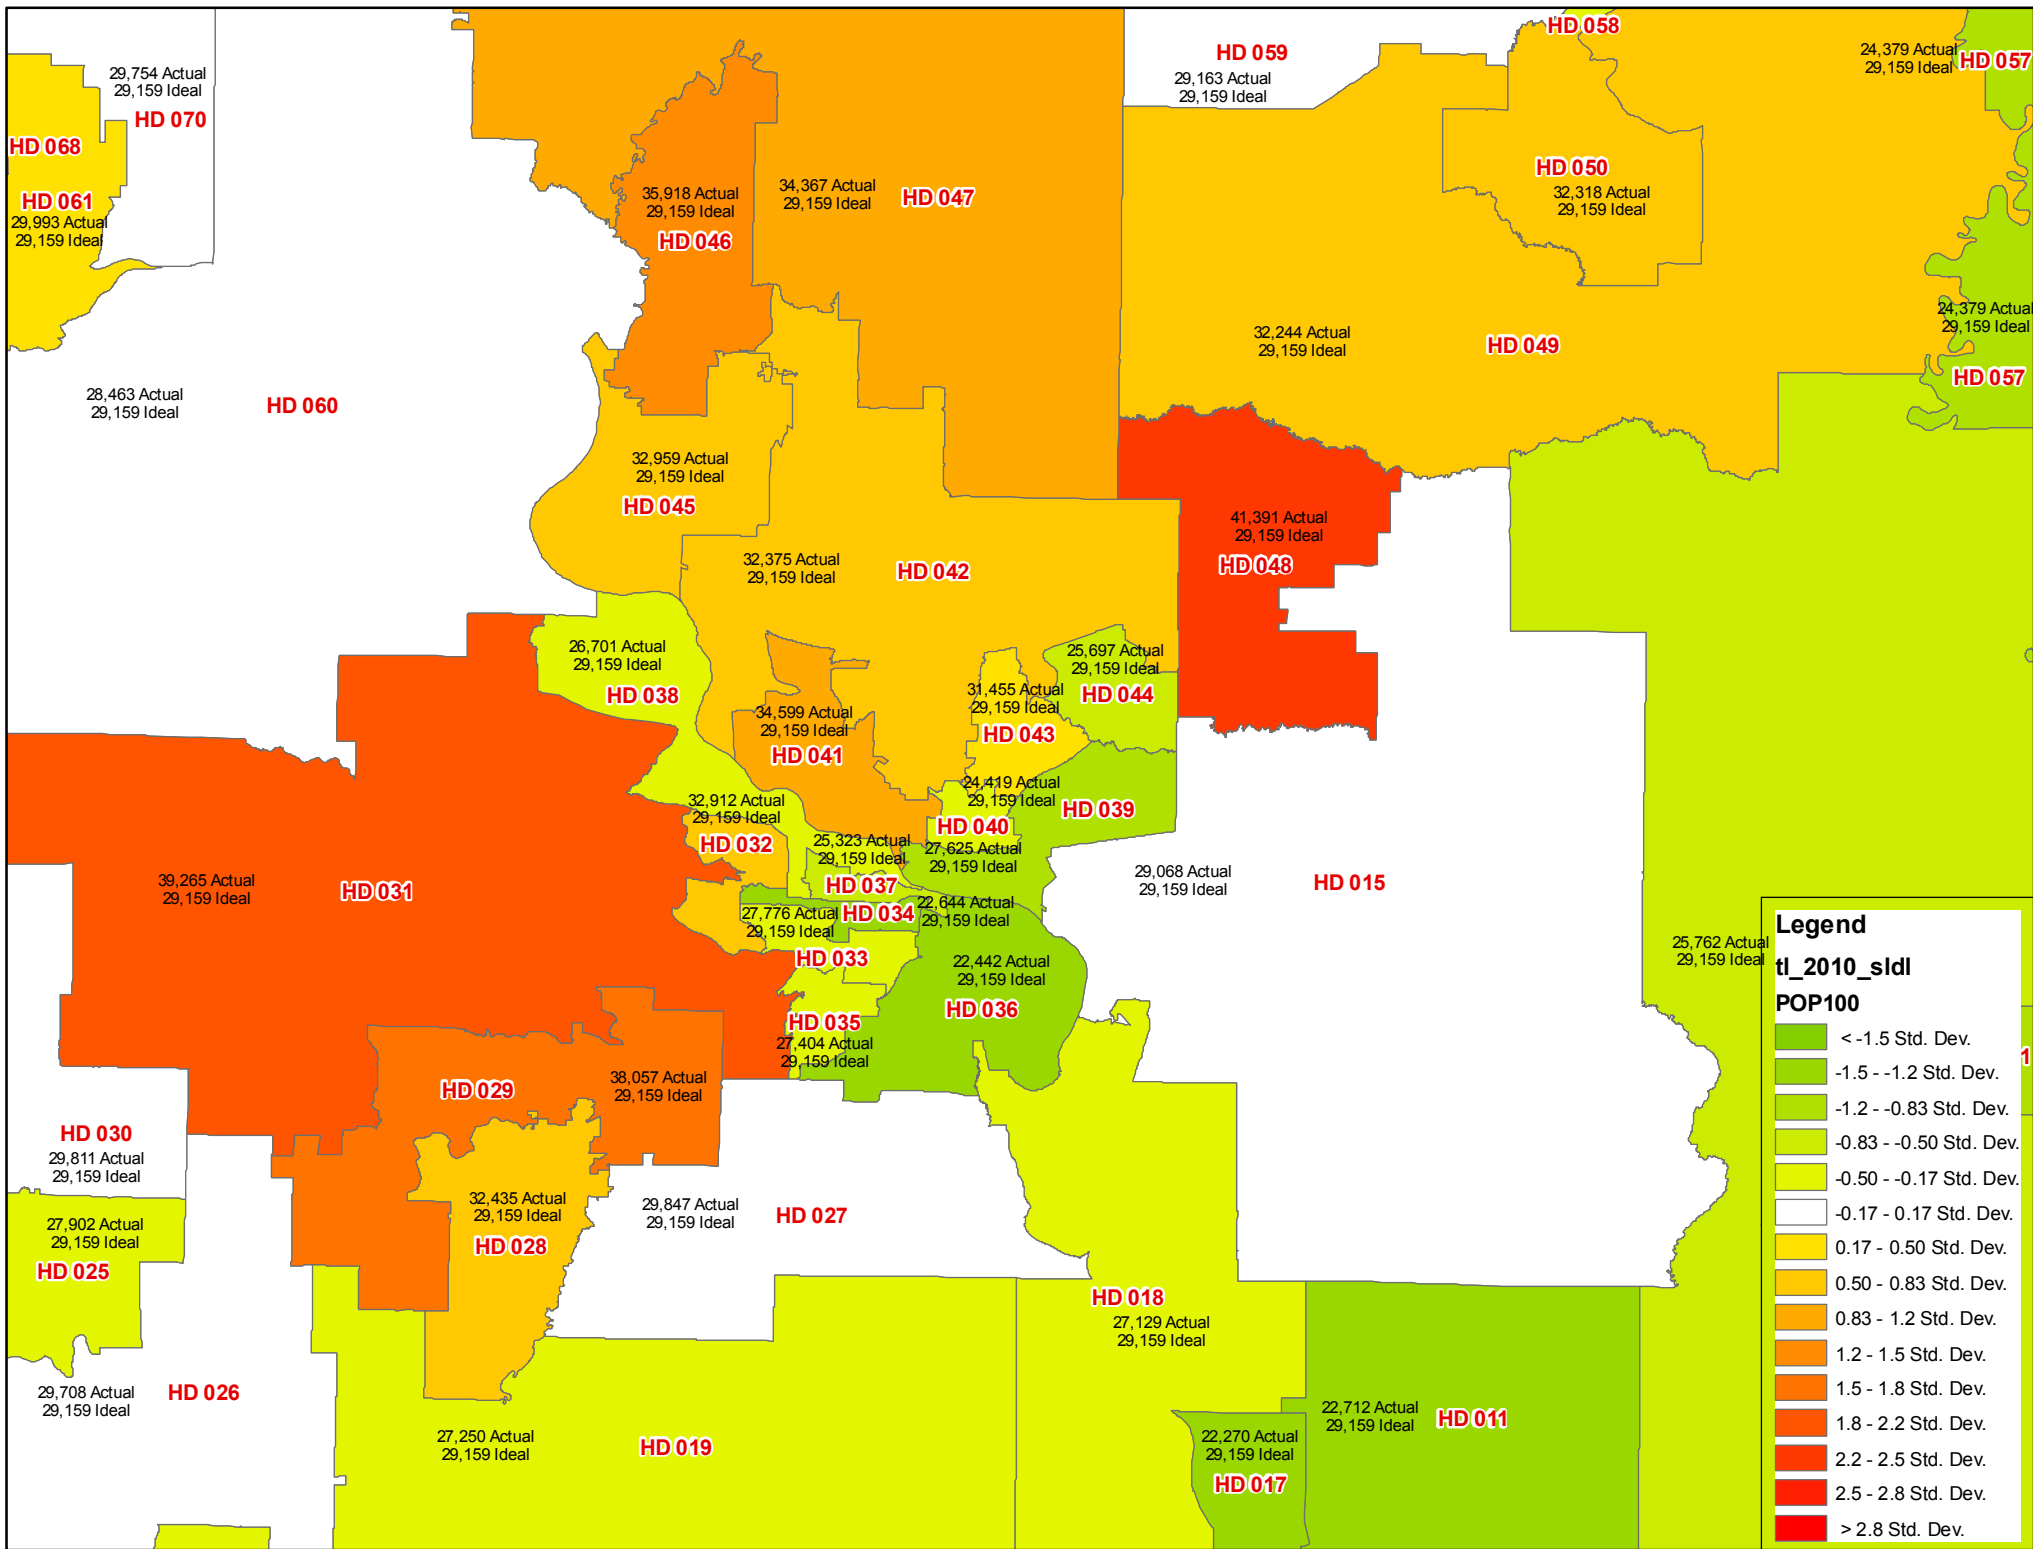 HD 058
HD 059
29,163 Actual
29,159 Ideal
24,379 Actual
29,159 Ideal
HD 057
29,754 Actual
29,159 Ideal
HD 070
HD 068
HD 061
29,993 Actual
29,159 Ideal
35,918 Actual
29,159 Ideal
HD 046
34,367 Actual
29,159 Ideal
HD 047
HD 050
32,318 Actual
29,159 Ideal
24,379 Actual
29,159 Ideal
HD 057
32,244 Actual
29,159 Ideal
HD 049
28,463 Actual
29,159 Ideal
HD 060
32,959 Actual
29,159 Ideal
HD 045
41,391 Actual
29,159 Ideal
HD 048
32,375 Actual
29,159 Ideal
HD 042
26,701 Actual
29,159 Ideal
HD 038
25,697 Actual
29,159 Ideal
HD 044
31,455 Actual
29,159 Ideal
HD 043
34,599 Actual
29,159 Ideal
HD 041
24,419 Actual
29,159 Ideal
HD 039
32,912 Actual
29,159 Ideal
HD 032
HD 040
27,625 Actual
29,159 Ideal
25,323 Actual
29,159 Ideal
HD 037
39,265 Actual
29,159 Ideal
HD 031
29,068 Actual
29,159 Ideal
HD 015
22,644 Actual
29,159 Ideal
HD 034
27,776 Actual
29,159 Ideal
HD 033
22,442 Actual
29,159 Ideal
HD 036
HD 035
27,404 Actual
29,159 Ideal
25,762 Actual
29,159 Ideal
HD 029
38,057 Actual
29,159 Ideal
HD 030
29,811 Actual
29,159 Ideal
27,902 Actual
29,159 Ideal
HD 025
32,435 Actual
29,159 Ideal
HD 028
29,847 Actual
29,159 Ideal
HD 027
HD 018
27,129 Actual
29,159 Ideal
29,708 Actual
29,159 Ideal
HD 026
27,250 Actual
29,159 Ideal
HD 019
22,270 Actual
29,159 Ideal
HD 017
22,712 Actual
29,159 Ideal
HD 011
Legend
tl_2010_sldl
POP100
< -1.5 Std. Dev.
-1.5 - -1.2 Std. Dev.
-1.2 - -0.83 Std. Dev.
-0.83 - -0.50 Std. Dev.
-0.50 - -0.17 Std. Dev.
-0.17 - 0.17 Std. Dev.
0.17 - 0.50 Std. Dev.
0.50 - 0.83 Std. Dev.
0.83 - 1.2 Std. Dev.
1.2 - 1.5 Std. Dev.
1.5 - 1.8 Std. Dev.
1.8 - 2.2 Std. Dev.
2.2 - 2.5 Std. Dev.
2.5 - 2.8 Std. Dev.
> 2.8 Std. Dev.
1